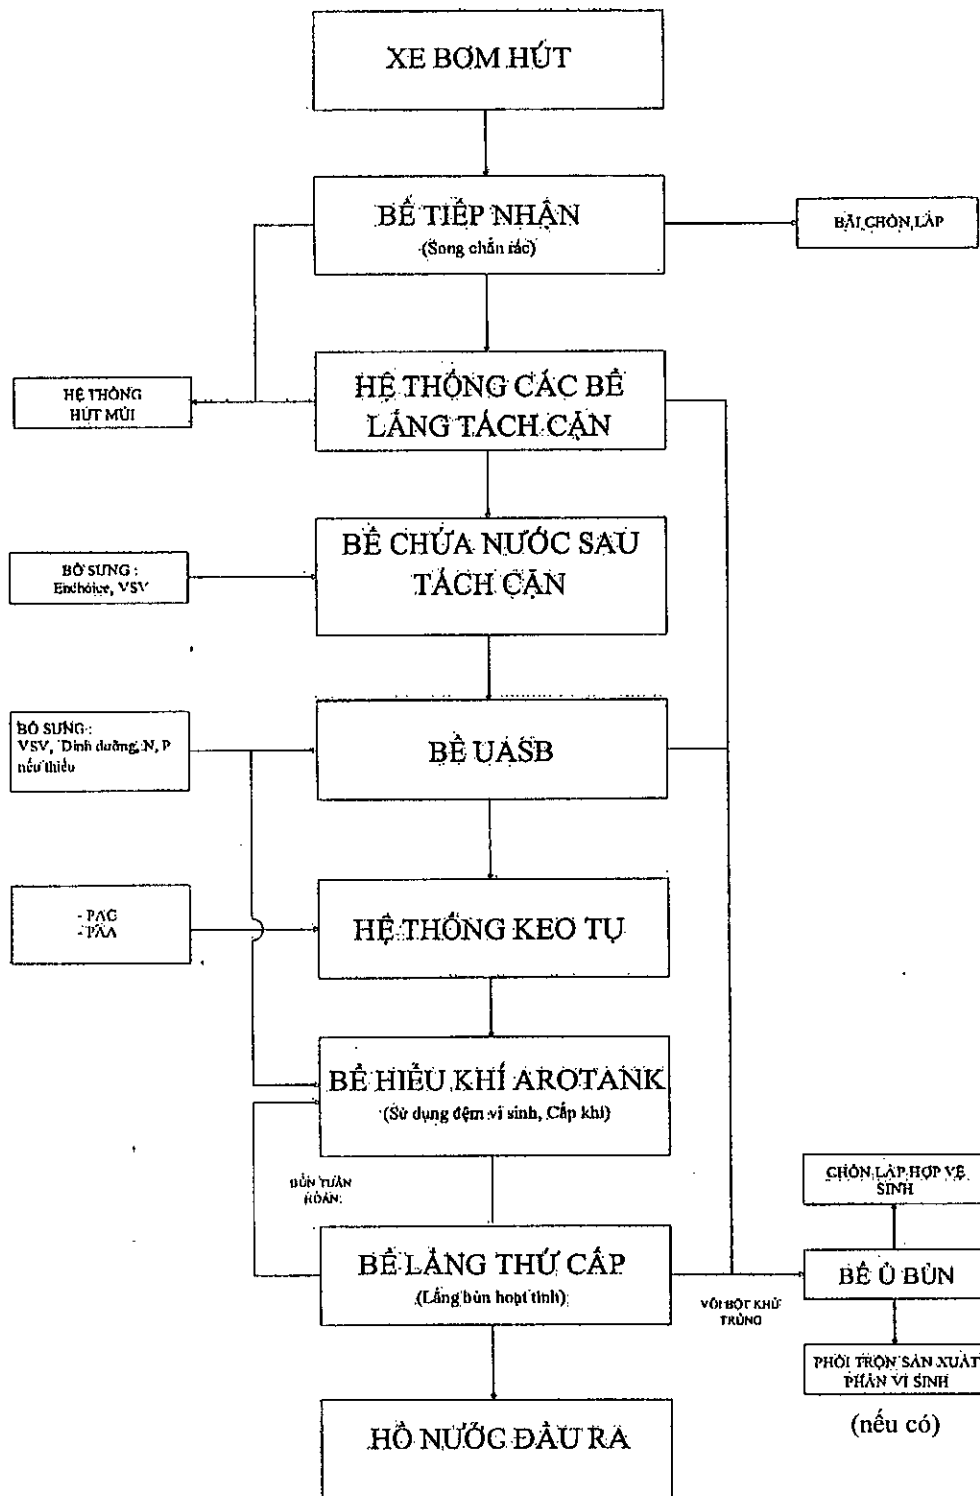 XE BƠM HÚT
BỂ TIẾP NHẬN
(Song chắn rác)
BÃI CHÔN LẤP
HỆ THỐNG
HÚT MÙI
HỆ THỐNG CÁC BỂ
LẮNG TÁCH CẶN
BỂ CHỨA NƯỚC SAU
TÁCH CẶN
BỔ SUNG :
VSV
BỔ SUNG :
VSV, Dinh dưỡng, N, P
nếu thiếu
BỂ UASB
- PAC
- PAA
HỆ THỐNG KEO TỤ
BỂ HIẾU KHÍ AROTANK
(Sử dụng đệm vi sinh, Cấp khí)
BÙN TUẦN
HOÀN
CHÔN LẤP HỢP VỆ
SINH
BỂ LẮNG THỨ CẤP
(Lắng bùn hoạt tính)
VÔI BỘT KHỬ
TRÙNG
BỂ Ủ BÙN
PHỐI TRỘN SẢN XUẤT
PHÂN VI SINH
(nếu có)
HỒ NƯỚC ĐẦU RA